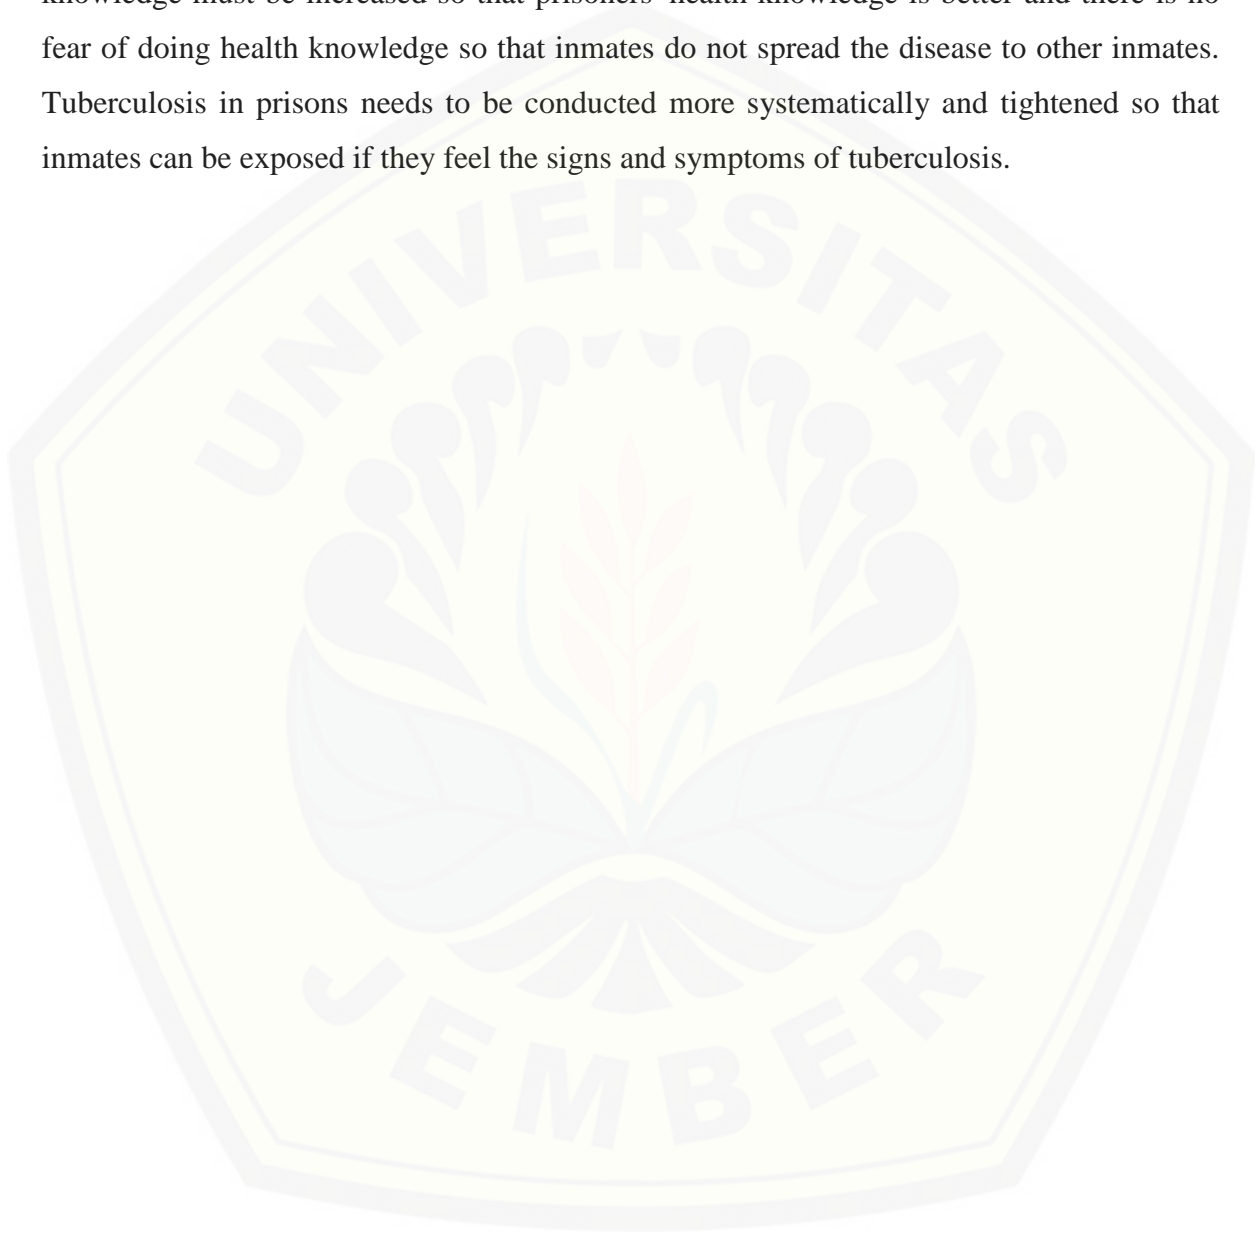 knowledge must be increased so that prisoners' health knowledge is better and there is no
fear of doing health knowledge so that inmates do not spread the disease to other inmates.
Tuberculosis in prisons needs to be conducted more systematically and tightened so that
inmates can be exposed if they feel the signs and symptoms of tuberculosis.
UNIVERSITAS
JEMBER